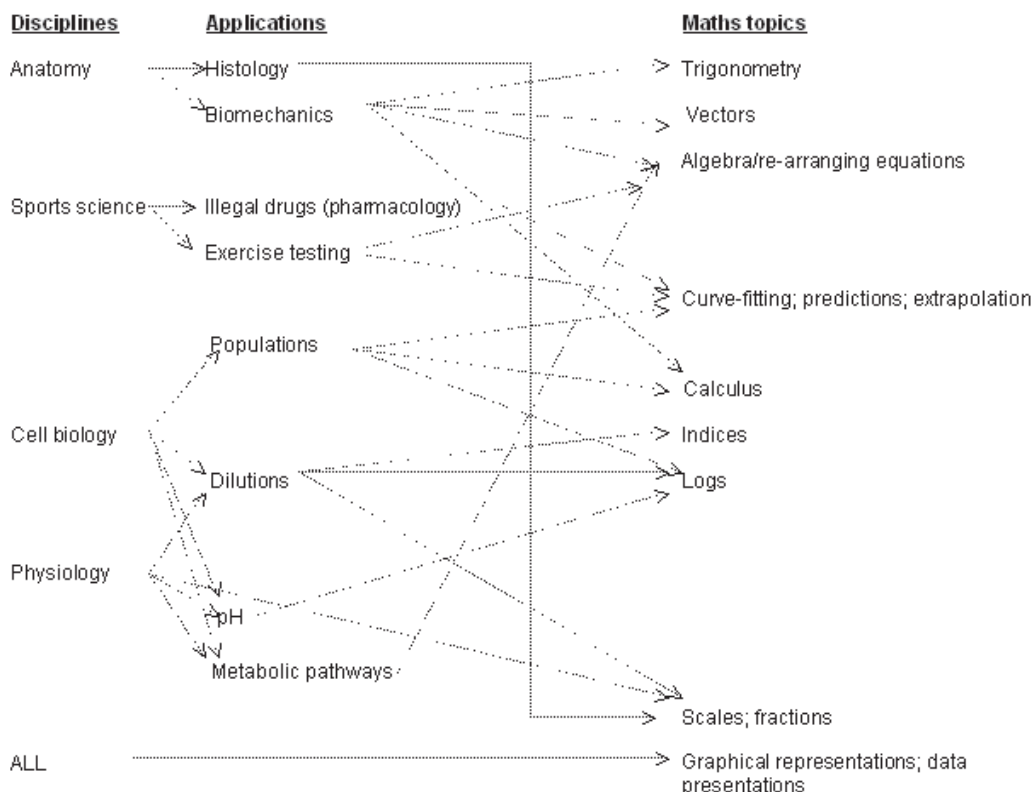 Disciplines Applications Maths topics
Anatomy Histology Trigonometry
Biomechanics Vectors
Algebra/re-arranging equations
Sports science Illegal drugs (pharmacology)
Exercise testing
Curve-fitting; predictions; extrapolation
Populations
Calculus
Cell biology Indices
Dilutions Logs
Physiology
pH
Metabolic pathways
Scales; fractions
ALL Graphical representations; data
presentations